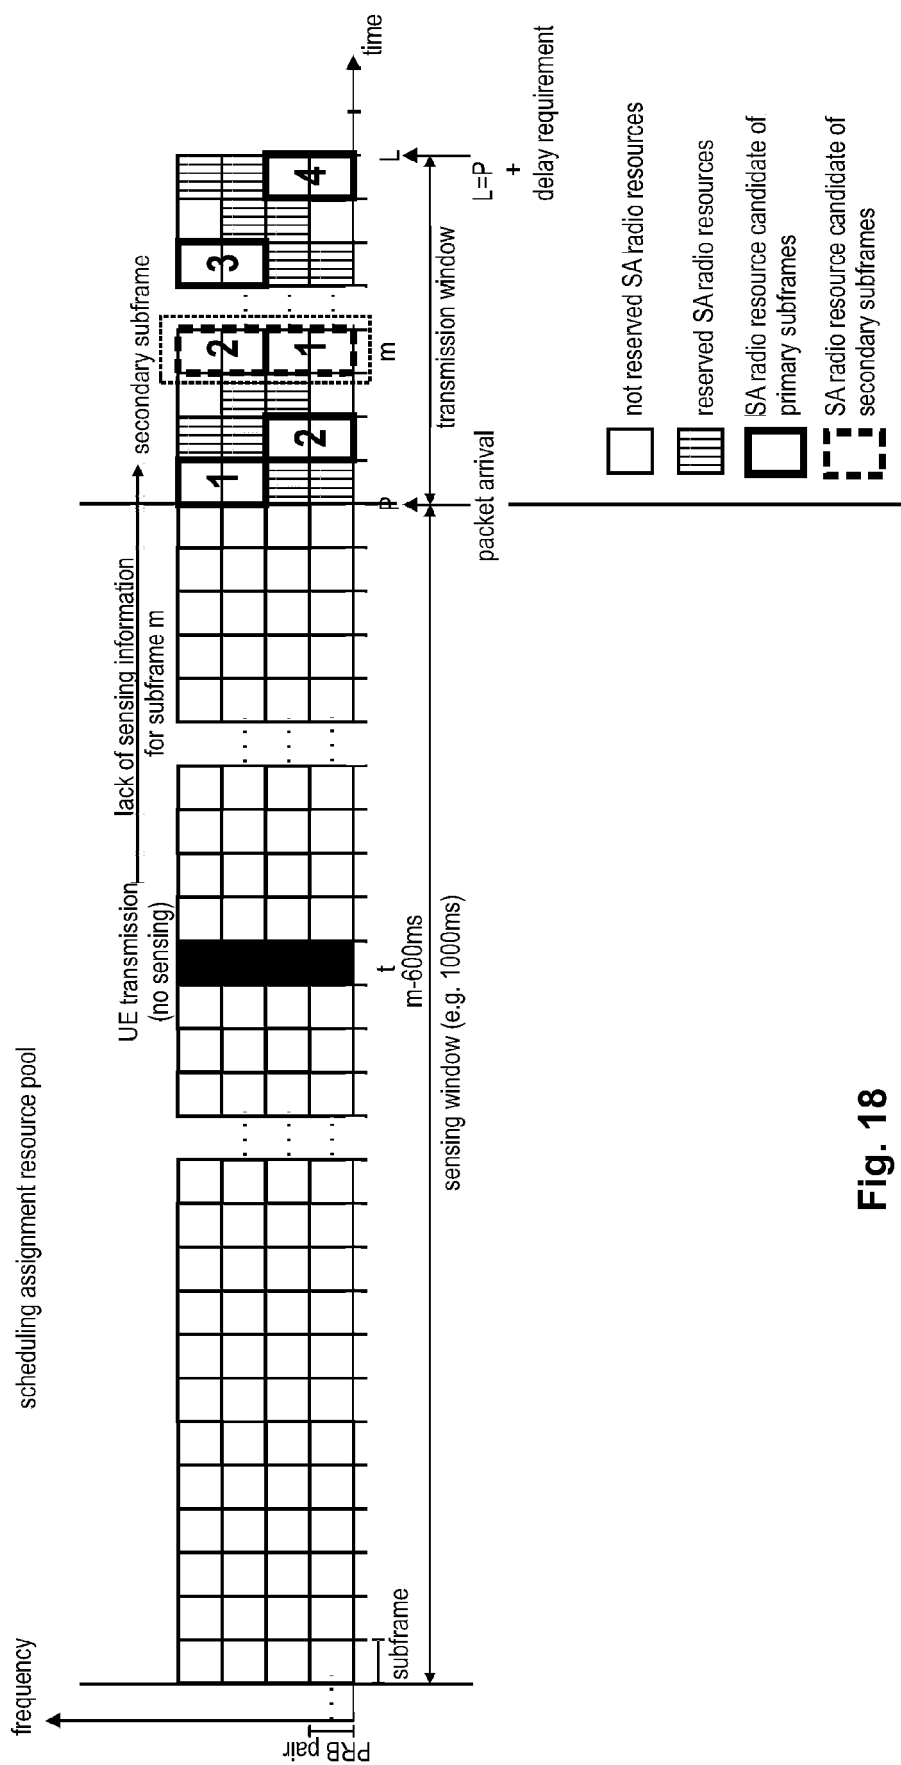 frequency
scheduling assignment resource pool
UE transmission
(no sensing)
lack of sensing information
for subframe m
secondary subframe
1
2
2
1
3
4
time
PRB pair
subframe
t
m-600ms
P
m
L
sensing window (e.g. 1000ms)
transmission window
packet arrival
L=P
+
delay requirement
not reserved SA radio resources
reserved SA radio resources
SA radio resource candidate of
primary subframes
SA radio resource candidate of
secondary subframes
Fig. 18